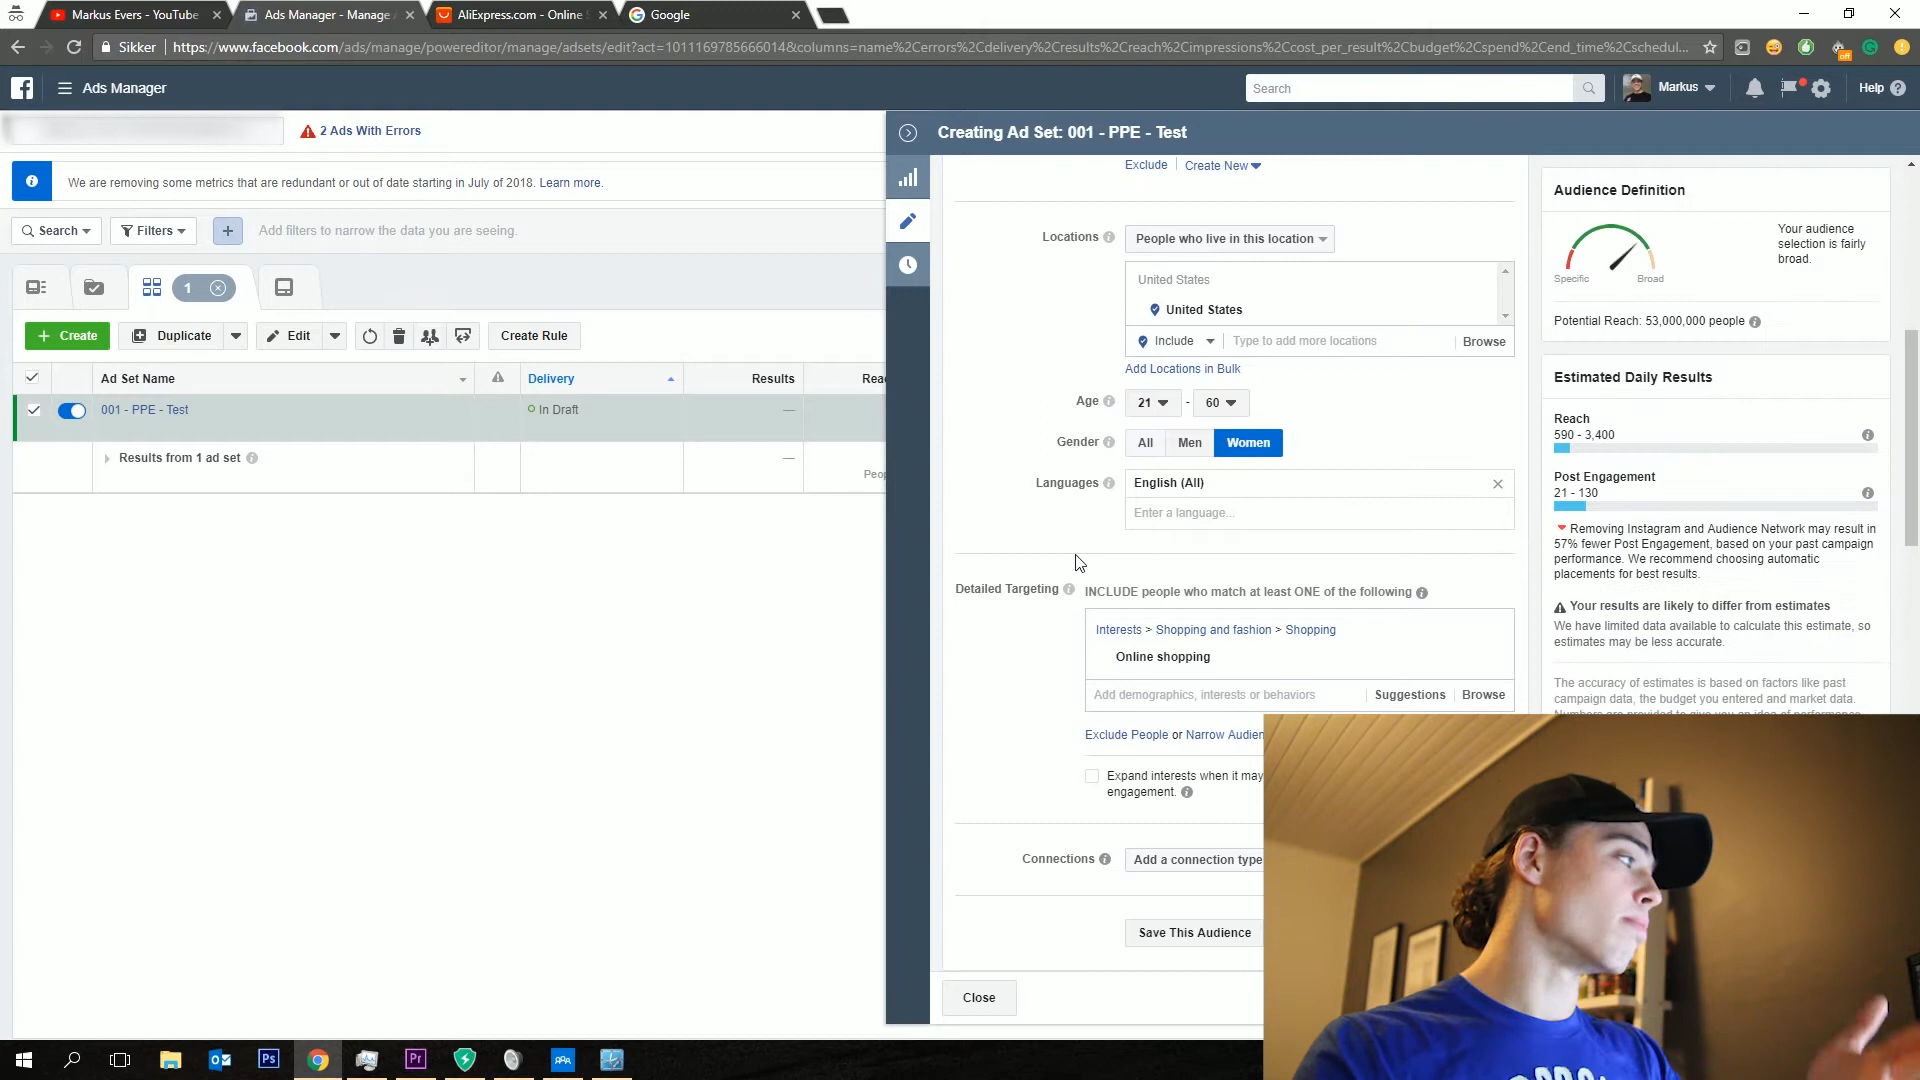 Markus Evers - YouTube
Ads Manager - Manage
AliExpress.com - Online
Google
Sikker
https://www.facebook.com/ads/manage/powereditor/manage/adsets/edit?act=1011169785666014&columns=name%2Cerrors%2Cdelivery%2Cresults%2Creach%2Cimpressions%2Ccost_per_result%2Cbudget%2Cspend%2Cend_time%2Cschedul...
off
Ads Manager
Search
Markus
Help
2 Ads With Errors
We are removing some metrics that are redundant or out of date starting in July of 2018. Learn more.
Search
Filters
Add filters to narrow the data you are seeing.
1
Create
Duplicate
Edit
Create Rule
Ad Set Name
Delivery
Results
Reac
001 - PPE - Test
In Draft
—
Results from 1 ad set
—
Peop
Creating Ad Set: 001 - PPE - Test
Exclude
Create New
Locations
People who live in this location
United States
United States
Include
Type to add more locations
Browse
Add Locations in Bulk
Age
21
-
60
Gender
All
Men
Women
Languages
English (All)
Enter a language...
Detailed Targeting
INCLUDE people who match at least ONE of the following
Interests > Shopping and fashion > Shopping
Online shopping
Add demographics, interests or behaviors
Suggestions
Browse
Exclude People or Narrow Audien
Expand interests when it may
engagement.
Connections
Add a connection type
Save This Audience
Close
Audience Definition
Specific
Broad
Your audience
selection is fairly
broad.
Potential Reach: 53,000,000 people
Estimated Daily Results
Reach
590 - 3,400
Post Engagement
21 - 130
Removing Instagram and Audience Network may result in
57% fewer Post Engagement, based on your past campaign
performance. We recommend choosing automatic
placements for best results.
Your results are likely to differ from estimates
We have limited data available to calculate this estimate, so
estimates may be less accurate.
The accuracy of estimates is based on factors like past
campaign data, the budget you entered and market data.
Ps
Pr